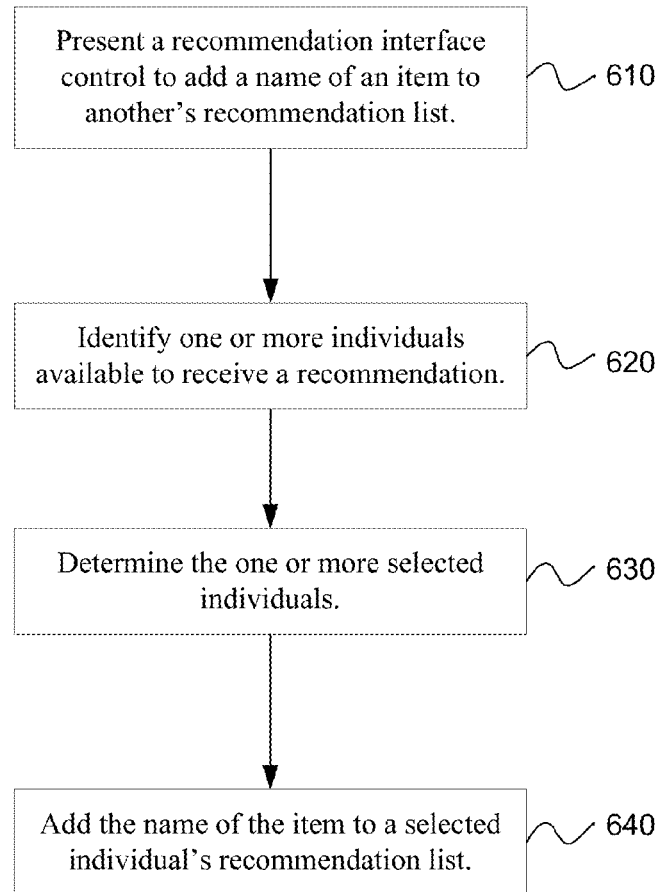 Present a recommendation interface
control to add a name of an item to
another's recommendation list.
610
Identify one or more individuals
available to receive a recommendation.
620
Determine the one or more selected
individuals.
630
Add the name of the item to a selected
individual's recommendation list.
640